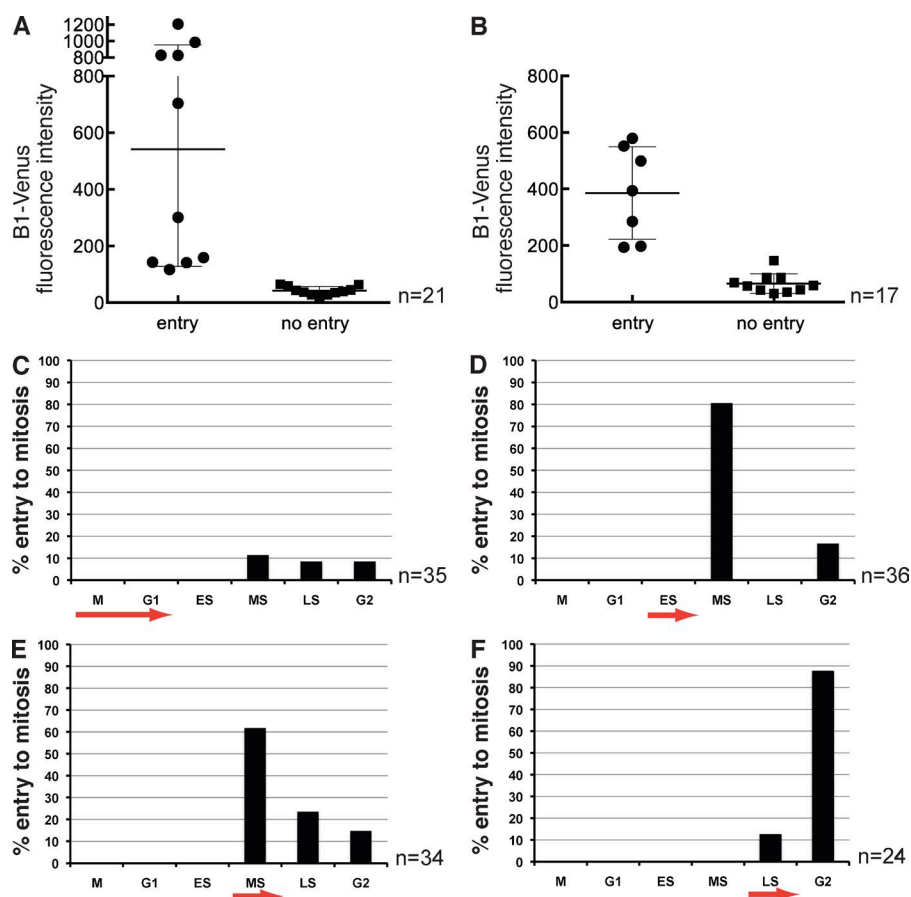 A
B1-Venus
fluorescence intensity
1200
1000
800
800
600
400
200
0
entry
no entry
n=21
B
B1-Venus
fluorescence intensity
800
600
400
200
0
entry
no entry
n=17
C
% entry to mitosis
100
90
80
70
60
50
40
30
20
10
0
M G1 ES MS LS G2
n=35
D
% entry to mitosis
100
90
80
70
60
50
40
30
20
10
0
M G1 ES MS LS G2
n=36
E
% entry to mitosis
100
90
80
70
60
50
40
30
20
10
0
M G1 ES MS LS G2
n=34
F
% entry to mitosis
100
90
80
70
60
50
40
30
20
10
0
M G1 ES MS LS G2
n=24